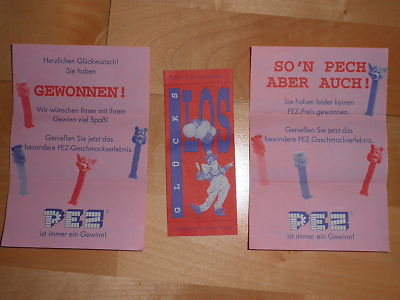 Herzlichen Glückwunsch!
Sie haben
GEWONNEN!
Wir wünschen Ihnen mit Ihrem
Gewinn viel Spaß!
Genießen Sie jetzt das
besondere PEZ-Geschmackserlebnis.
PEZ
ist immer ein Gewinn!
GLÜCKS
LOS
SO'N PECH
ABER AUCH!
Sie haben leider keinen
PEZ-Preis gewonnen.
Genießen Sie jetzt das
besondere PEZ-Geschmackserlebnis.
PEZ
ist immer ein Gewinn!